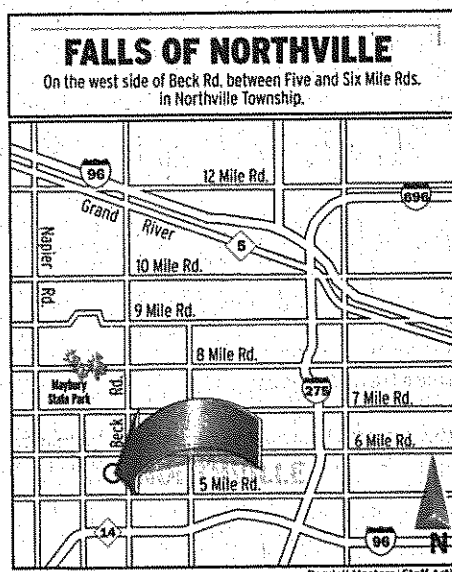 FALLS OF NORTHVILLE
On the west side of Beck Rd. between Five and Six Mile Rds.
in Northville Township.
96
12 Mile Rd.
696
Grand River
5
Napier Rd.
10 Mile Rd.
9 Mile Rd.
8 Mile Rd.
Maybury
State Park
Beck Rd.
275
7 Mile Rd.
6 Mile Rd.
5 Mile Rd.
14
96
N